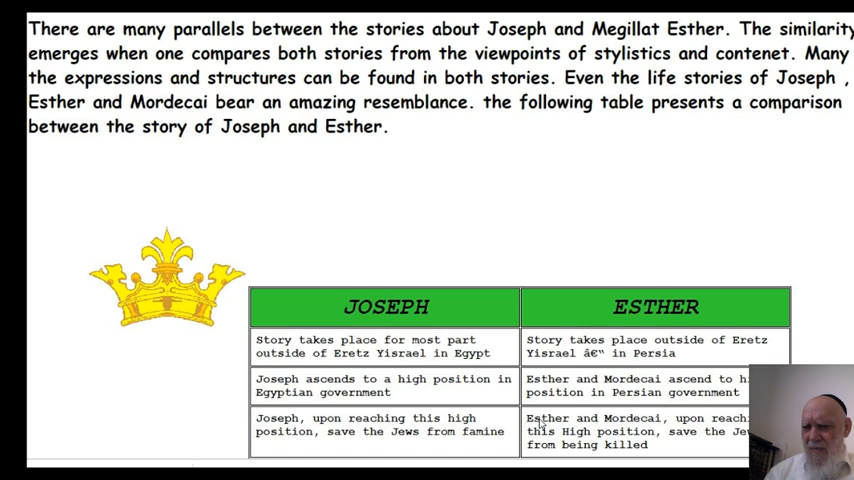 There are many parallels between the stories about Joseph and Megillat Esther. The similarity
emerges when one compares both stories from the viewpoints of stylistics and contenet. Many
the expressions and structures can be found in both stories. Even the life stories of Joseph ,
Esther and Mordecai bear an amazing resemblance. the following table presents a comparison
between the story of Joseph and Esther.
JOSEPH
ESTHER
Story takes place for most part
outside of Eretz Yisrael in Egypt
Story takes place outside of Eretz
Yisrael â€“ in Persia
Joseph ascends to a high position in
Egyptian government
Esther and Mordecai ascend to
position in Persian government
Joseph, upon reaching this high
position, save the Jews from famine
Esther and Mordecai, upon
this High position, save the
from being killed